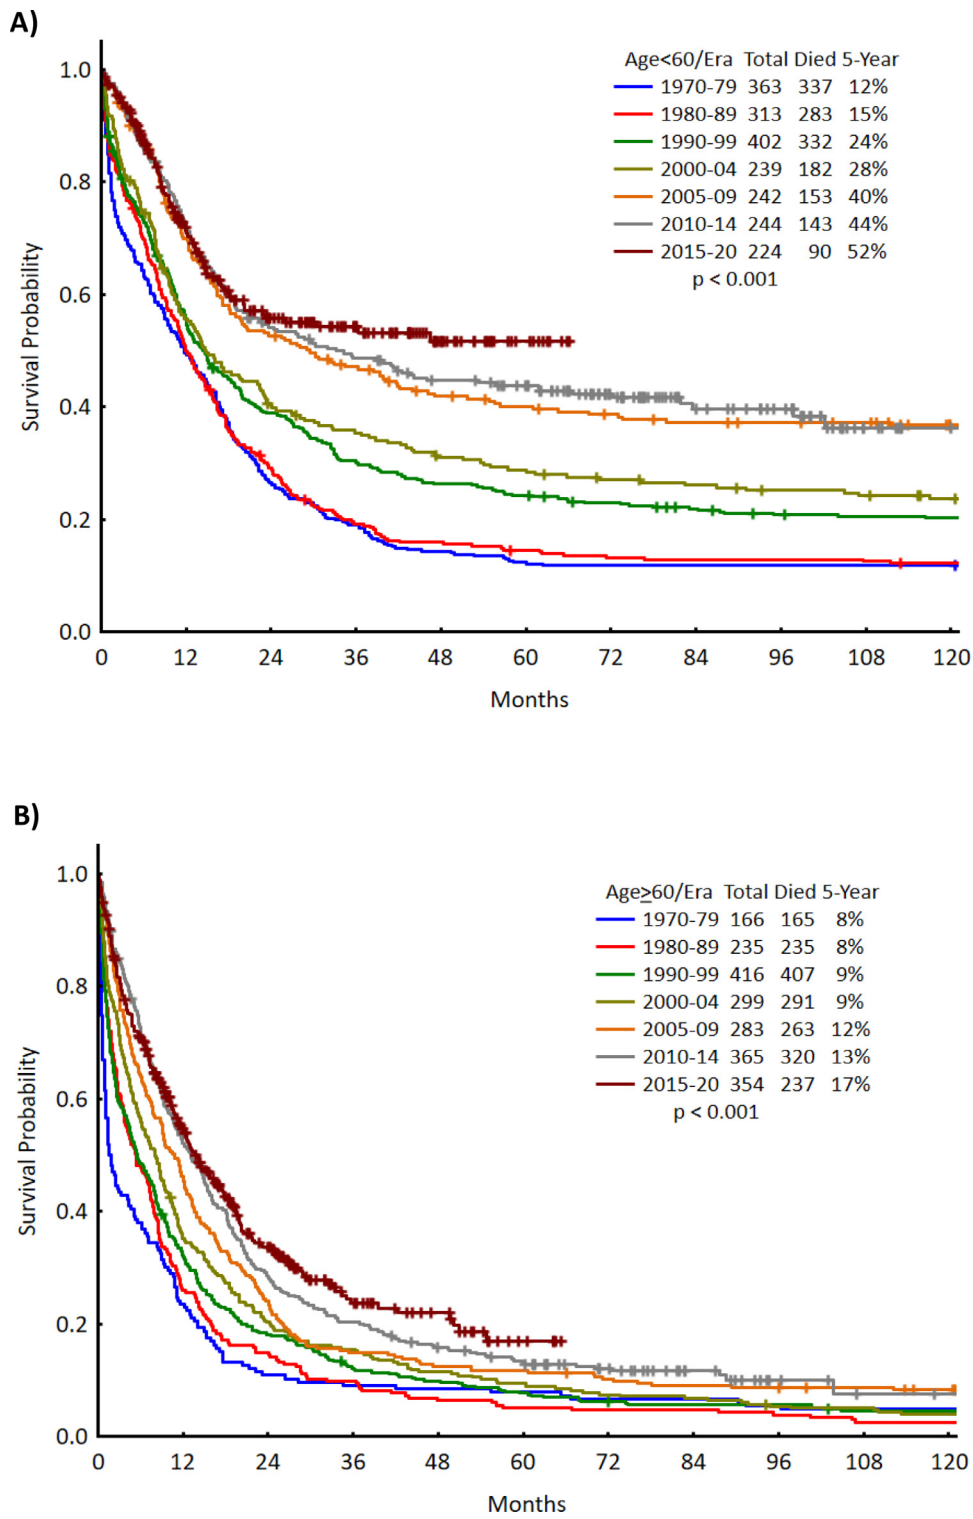 A)
Age<60/Era Total Died 5-Year
1970-79 363 337 12%
1980-89 313 283 15%
1990-99 402 332 24%
2000-04 239 182 28%
2005-09 242 153 40%
2010-14 244 143 44%
2015-20 224 90 52%
p < 0.001
Survival Probability
1.0
0.8
0.6
0.4
0.2
0.0
0 12 24 36 48 60 72 84 96 108 120
Months
B)
Age≥60/Era Total Died 5-Year
1970-79 166 165 8%
1980-89 235 235 8%
1990-99 416 407 9%
2000-04 299 291 9%
2005-09 283 263 12%
2010-14 365 320 13%
2015-20 354 237 17%
p < 0.001
Survival Probability
1.0
0.8
0.6
0.4
0.2
0.0
0 12 24 36 48 60 72 84 96 108 120
Months